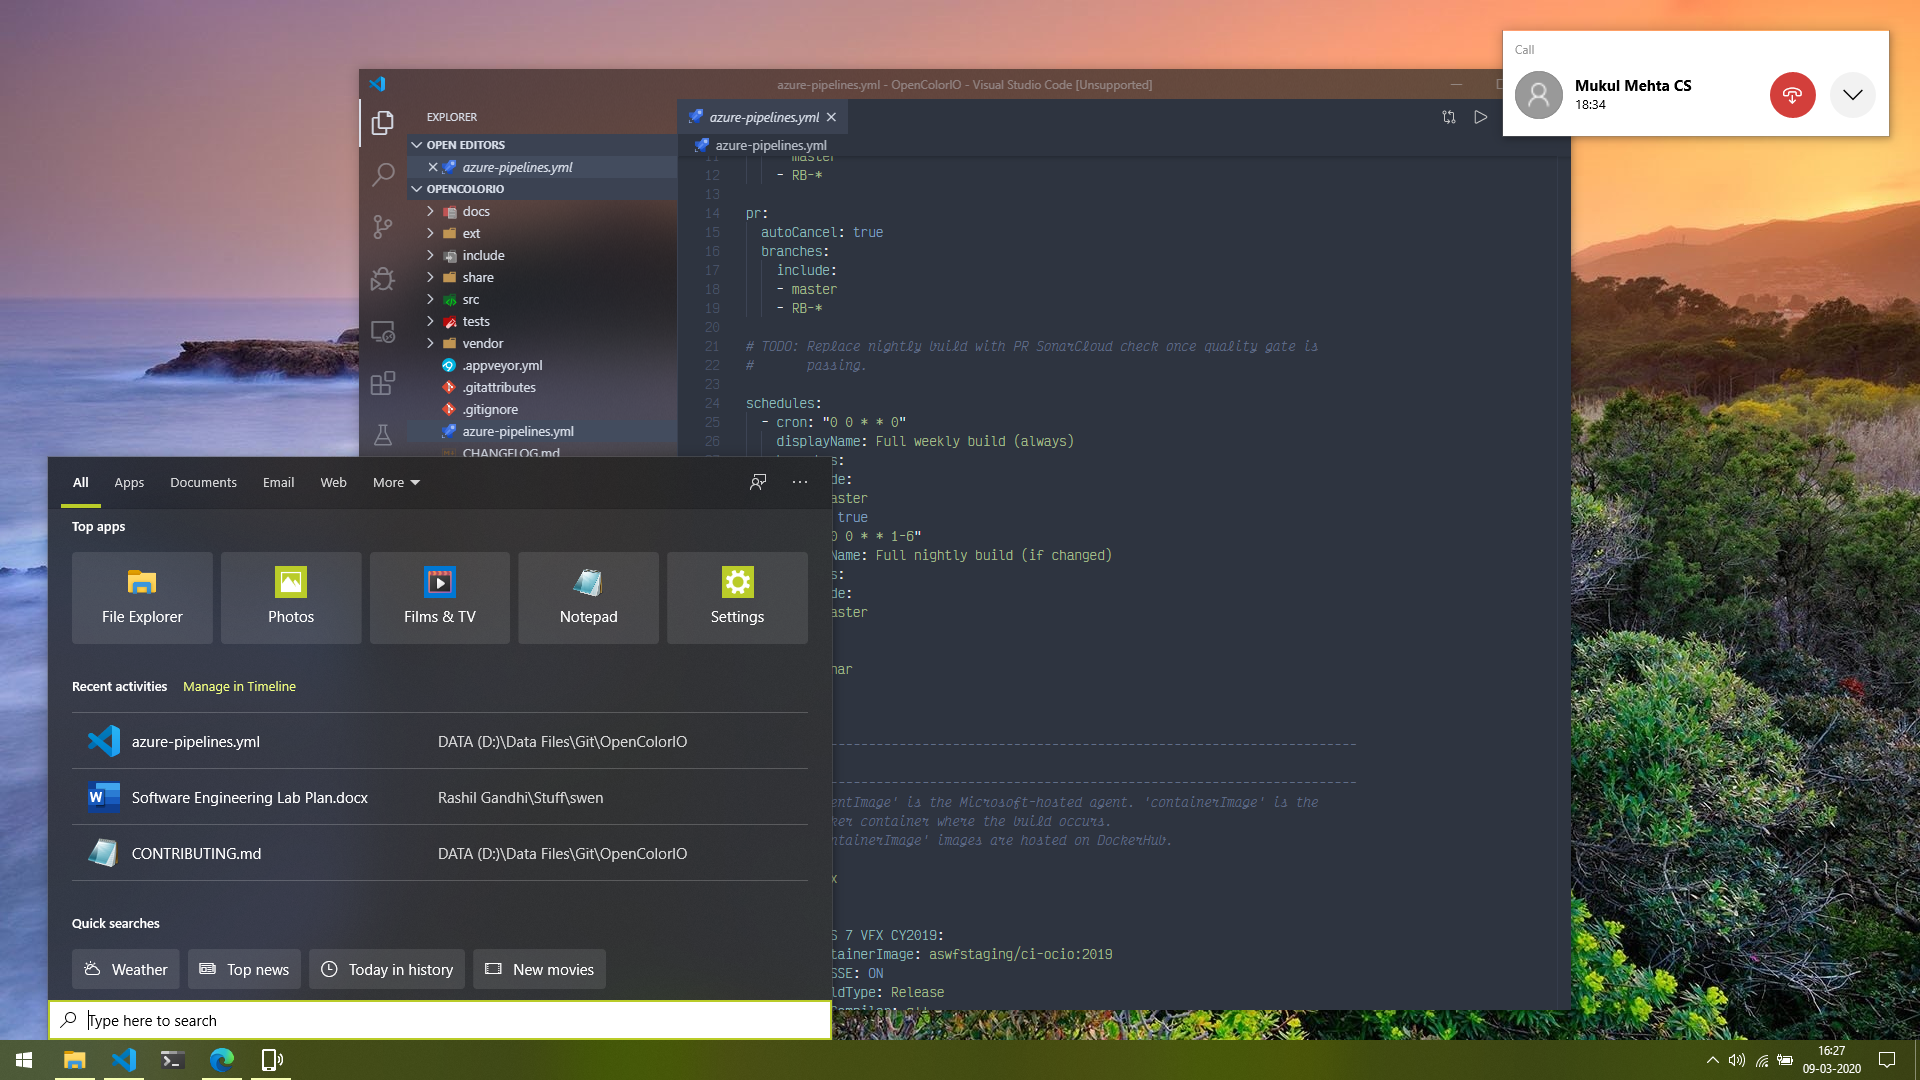 Call
Mukul Mehta CS
18:34
azure-pipelines.yml - OpenColorIO - Visual Studio Code [Unsupported]
EXPLORER
OPEN EDITORS
azure-pipelines.yml
OPENCOLORIO
docs
ext
include
share
src
tests
vendor
.appveyor.yml
.gitattributes
.gitignore
azure-pipelines.yml
CHANGELOG.md
azure-pipelines.yml
azure-pipelines.yml
11 master
12 - RB-*
13
14 pr:
15 autoCancel: true
16 branches:
17 include:
18 - master
19 - RB-*
20
21 # TODO: Replace nightly build with PR SonarCloud check once quality gate is
22 # passing.
23
24 schedules:
25 - cron: "0 0 * * 0"
26 displayName: Full weekly build (always)
s:
de:
aster
true
0 0 * * 1-6"
Name: Full nightly build (if changed)
s:
de:
aster
nar
--------------------------------------------------------------------
--------------------------------------------------------------------
entImage' is the Microsoft-hosted agent. 'containerImage' is the
ker container where the build occurs.
ntainerImage' images are hosted on DockerHub.
x
S 7 VFX CY2019:
tainerImage: aswfstaging/ci-ocio:2019
SSE: ON
ldType: Release
All
Apps
Documents
Email
Web
More
Top apps
File Explorer
Photos
Films & TV
Notepad
Settings
Recent activities Manage in Timeline
azure-pipelines.yml DATA (D:)\Data Files\Git\OpenColorIO
Software Engineering Lab Plan.docx Rashil Gandhi\Stuff\swen
CONTRIBUTING.md DATA (D:)\Data Files\Git\OpenColorIO
Quick searches
Weather
Top news
Today in history
New movies
Type here to search
16:27
09-03-2020